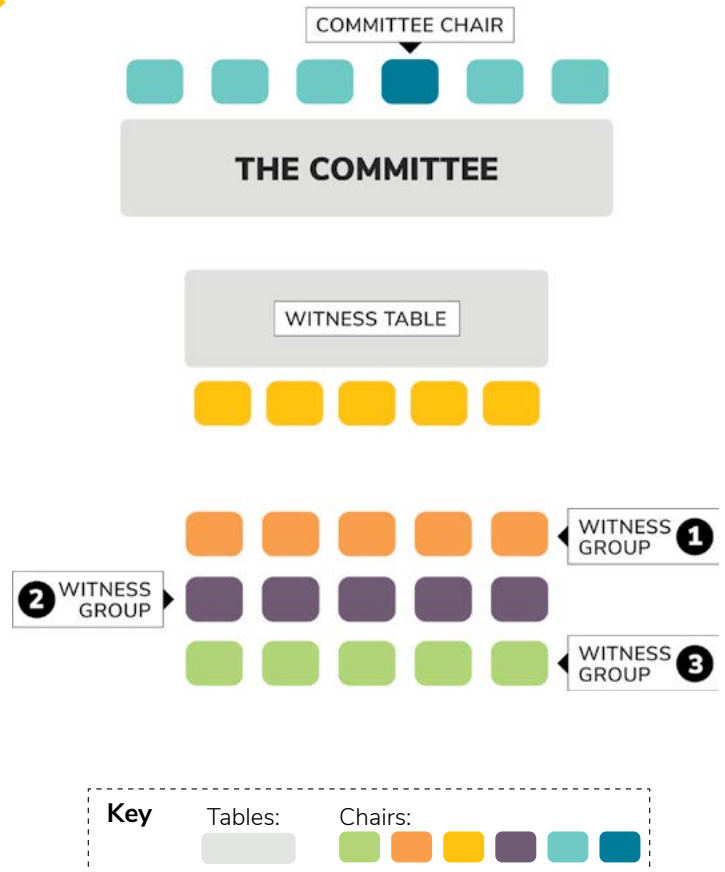 COMMITTEE CHAIR
THE COMMITTEE
WITNESS TABLE
WITNESS
GROUP 1
2 WITNESS
GROUP
WITNESS
GROUP 3
Key
Tables:
Chairs: